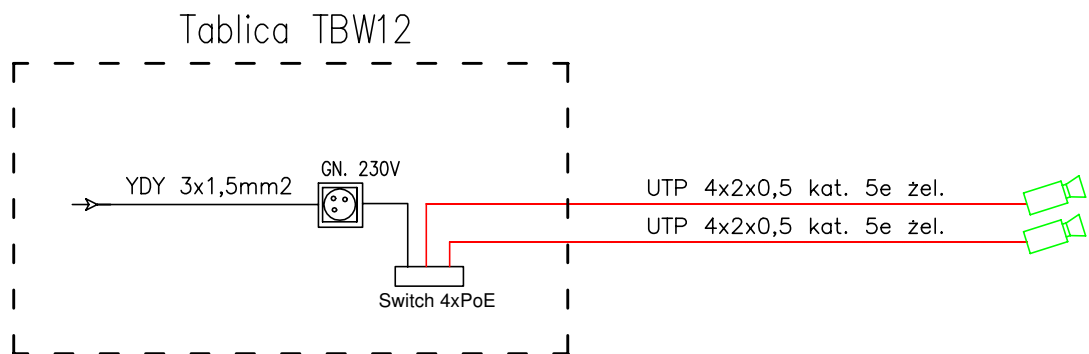 Tablica TBW12
GN. 230V
YDY 3x1,5mm2
UTP 4x2x0,5 kat. 5e żel.
UTP 4x2x0,5 kat. 5e żel.
Switch 4xPoE